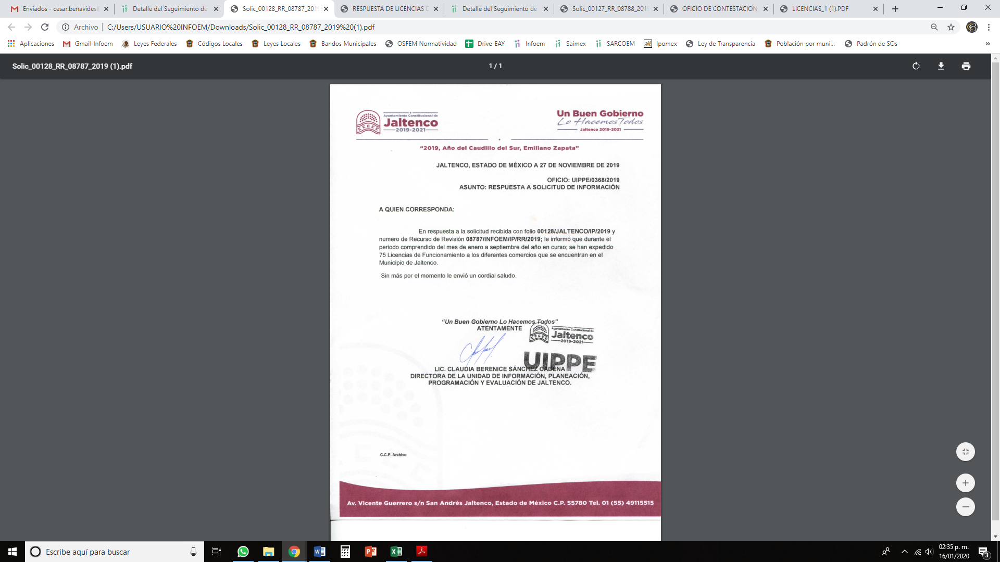 Enviados - cesar.benavides@
Detalle del Seguimiento de
Solic_00128_RR_08787_2019
RESPUESTA DE LICENCIAS D
Detalle del Seguimiento de
Solic_00127_RR_08788_2019
OFICIO DE CONTESTACION
LICENCIAS_1 (1).PDF
Archivo
C:/Users/USUARIO%20INFOEM/Downloads/Solic_00128_RR_08787_2019%20(1).pdf
Aplicaciones
Gmail-Infoem
Leyes Federales
Códigos Locales
Leyes Locales
Bandos Municipales
OSFEM Normatividad
Drive-EAY
Infoem
Saimex
SARCOEM
Ipomex
Ley de Transparencia
Población por muni...
Padrón de SOs
»
Solic_00128_RR_08787_2019 (1).pdf
1 / 1
Ayuntamiento Constitucional de
Jaltenco
2019-2021
Un Buen Gobierno
Lo Hacemos Todos
Jaltenco 2019-2021
“2019, Año del Caudillo del Sur, Emiliano Zapata”
JALTENCO, ESTADO DE MÉXICO A 27 DE NOVIEMBRE DE 2019
OFICIO: UIPPE/0368/2019
ASUNTO: RESPUESTA A SOLICITUD DE INFORMACIÓN
A QUIEN CORRESPONDA:
En respuesta a la solicitud recibida con folio 00128/JALTENCO/IP/2019 y
numero de Recurso de Revisión 08787/INFOEM/IP/RR/2019; le informó que durante el
periodo comprendido del mes de enero a septiembre del año en curso; se han expedido
75 Licencias de Funcionamiento a los diferentes comercios que se encuentran en el
Municipio de Jaltenco.
Sin más por el momento le envió un cordial saludo.
“Un Buen Gobierno Lo Hacemos Todos”
ATENTAMENTE
Ayuntamiento Constitucional de
Jaltenco
2019-2021
UIPPE
LIC. CLAUDIA BERENICE SÁNCHEZ CADENA
DIRECTORA DE LA UNIDAD DE INFORMACIÓN, PLANEACIÓN,
PROGRAMACIÓN Y EVALUACIÓN DE JALTENCO.
C.C.P. Archivo
Av. Vicente Guerrero s/n San Andrés Jaltenco, Estado de México C.P. 55780 Tel. 01 (55) 49115515
Escribe aquí para buscar
02:35 p. m.
16/01/2020
3